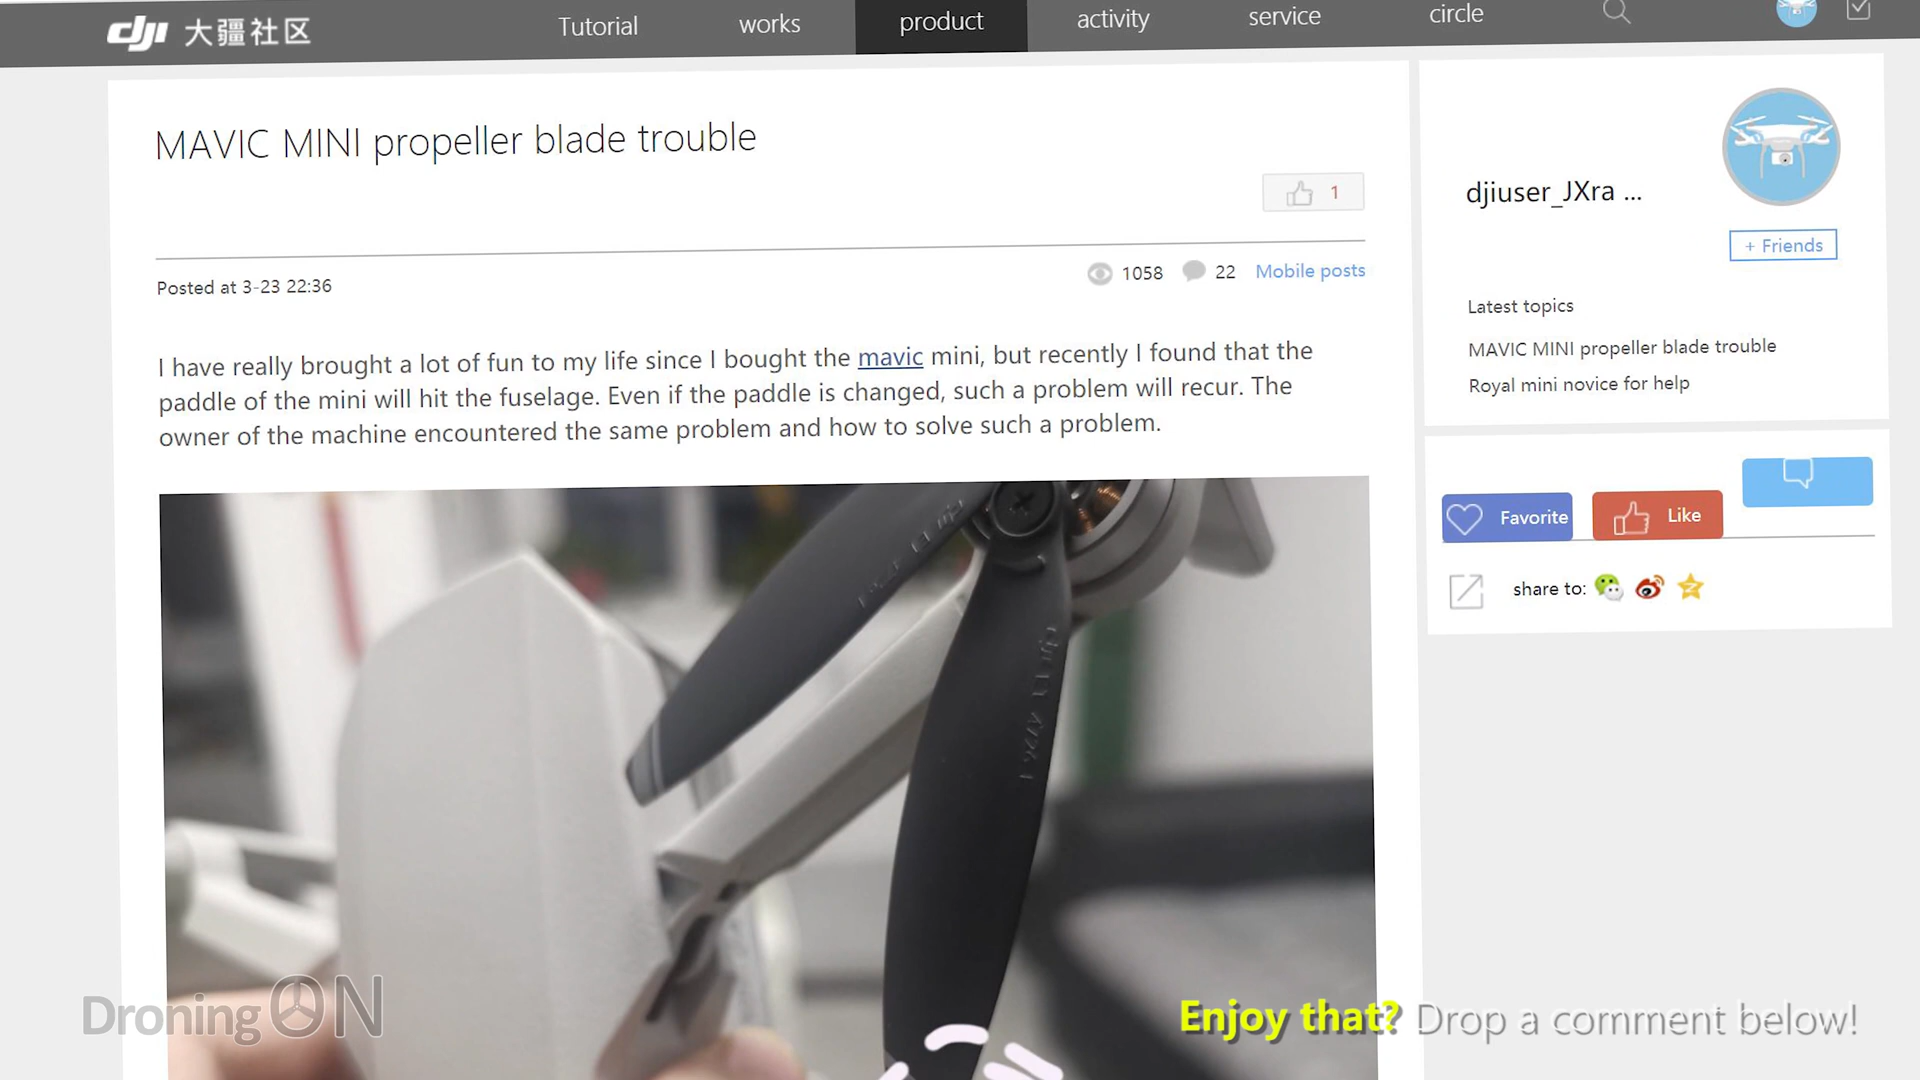 dji 大疆社区 Tutorial works product activity service circle
MAVIC MINI propeller blade trouble
1
Posted at 3-23 22:36
1058 22 Mobile posts
I have really brought a lot of fun to my life since I bought the mavic mini, but recently I found that the
paddle of the mini will hit the fuselage. Even if the paddle is changed, such a problem will recur. The
owner of the machine encountered the same problem and how to solve such a problem.
djiuser_JXra ...
+ Friends
Latest topics
MAVIC MINI propeller blade trouble
Royal mini novice for help
Favorite Like
share to:
DroningON
Enjoy that? Drop a comment below!